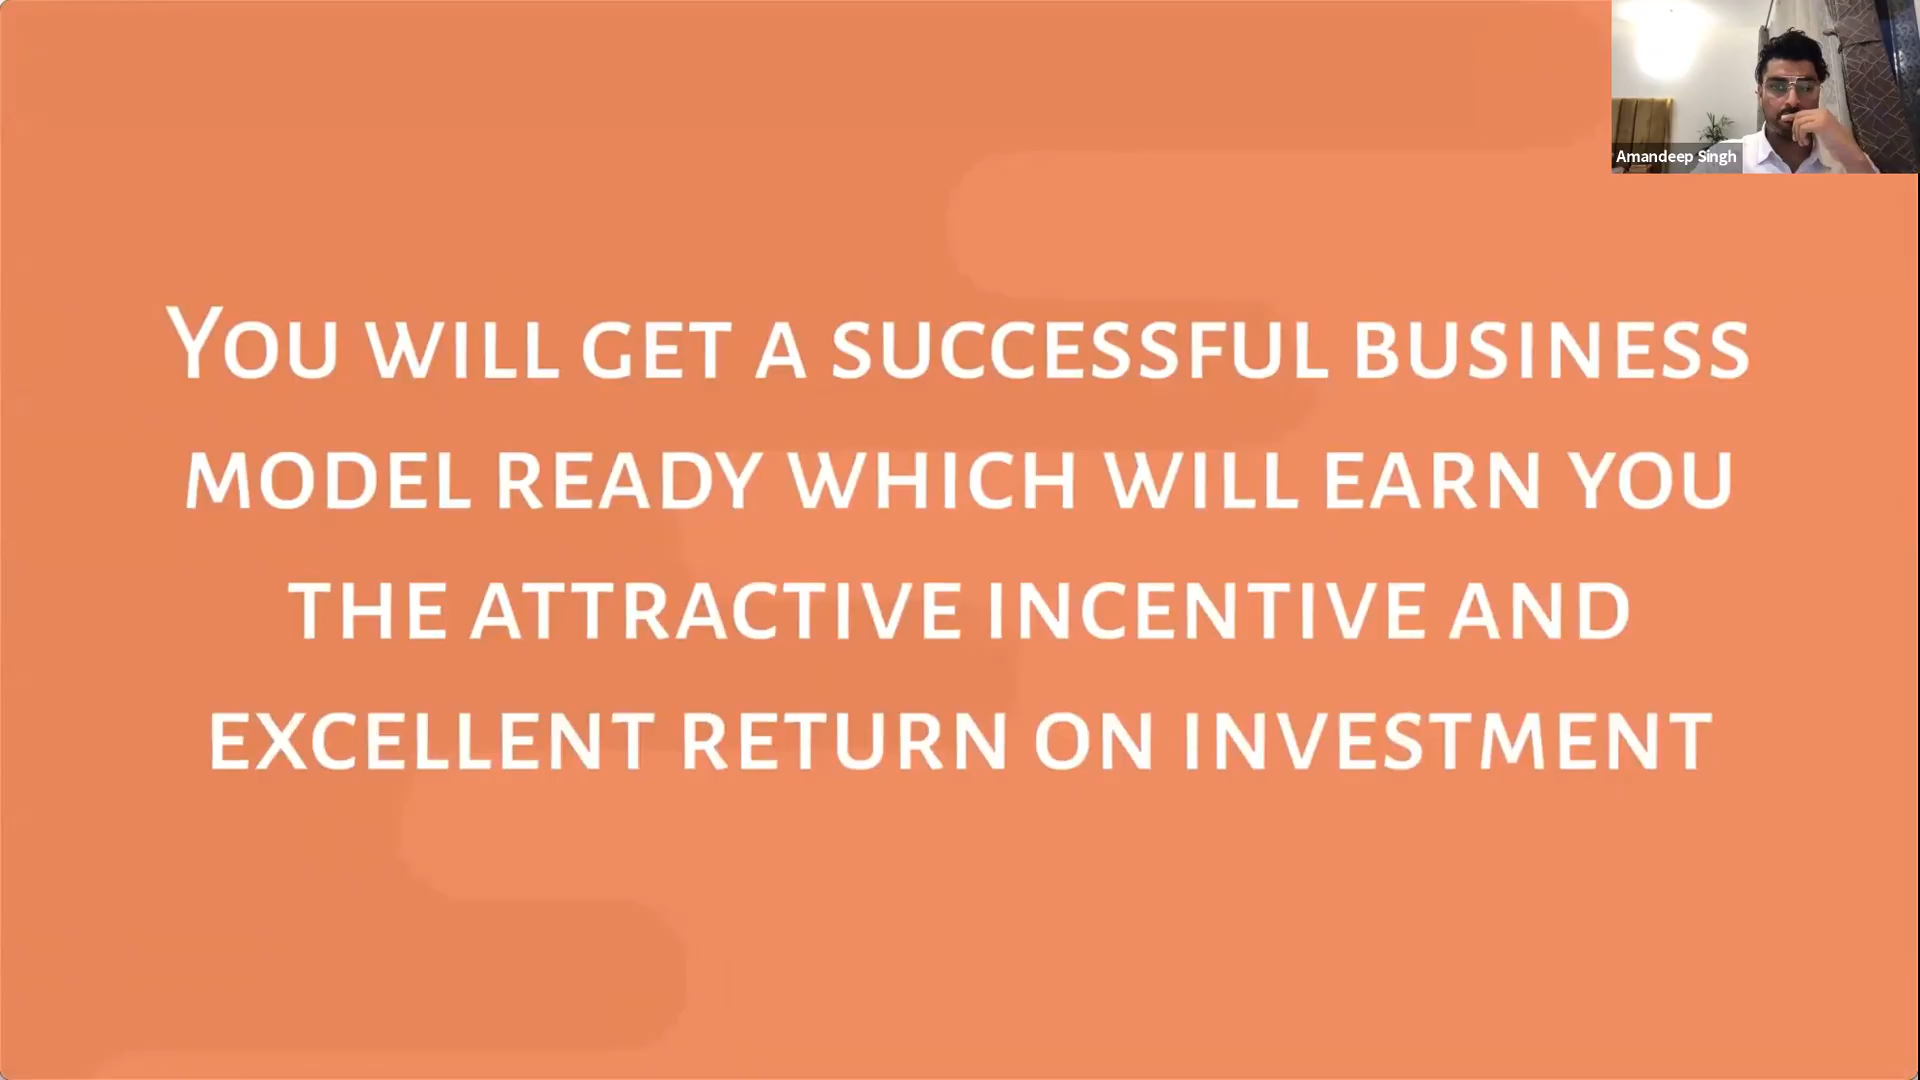 Amandeep Singh
You will get a successful business
model ready which will earn you
the attractive incentive and
excellent return on investment